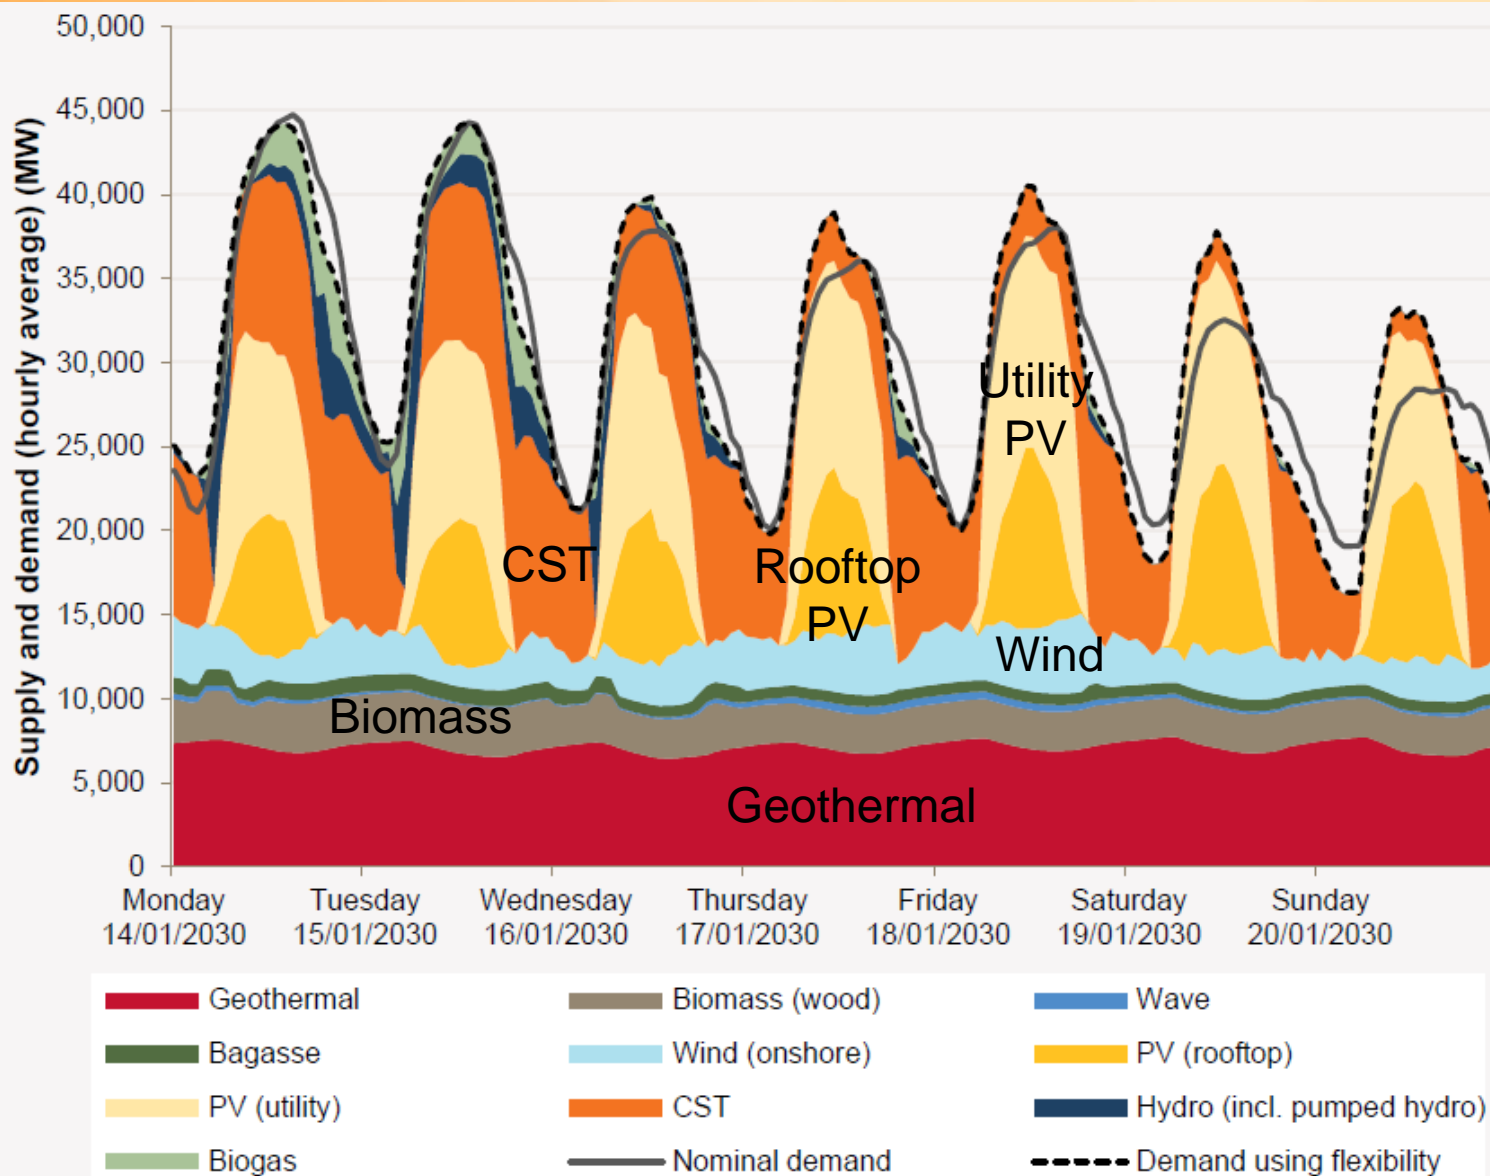 Supply and demand (hourly average) (MW)
50,000
45,000
40,000
35,000
30,000
25,000
20,000
15,000
10,000
5,000
0
Utility
PV
CST
Rooftop
PV
Wind
Biomass
Geothermal
Monday Tuesday Wednesday Thursday Friday Saturday Sunday
14/01/2030 15/01/2030 16/01/2030 17/01/2030 18/01/2030 19/01/2030 20/01/2030
Geothermal Biomass (wood) Wave
Bagasse Wind (onshore) PV (rooftop)
PV (utility) CST Hydro (incl. pumped hydro)
Biogas Nominal demand Demand using flexibility